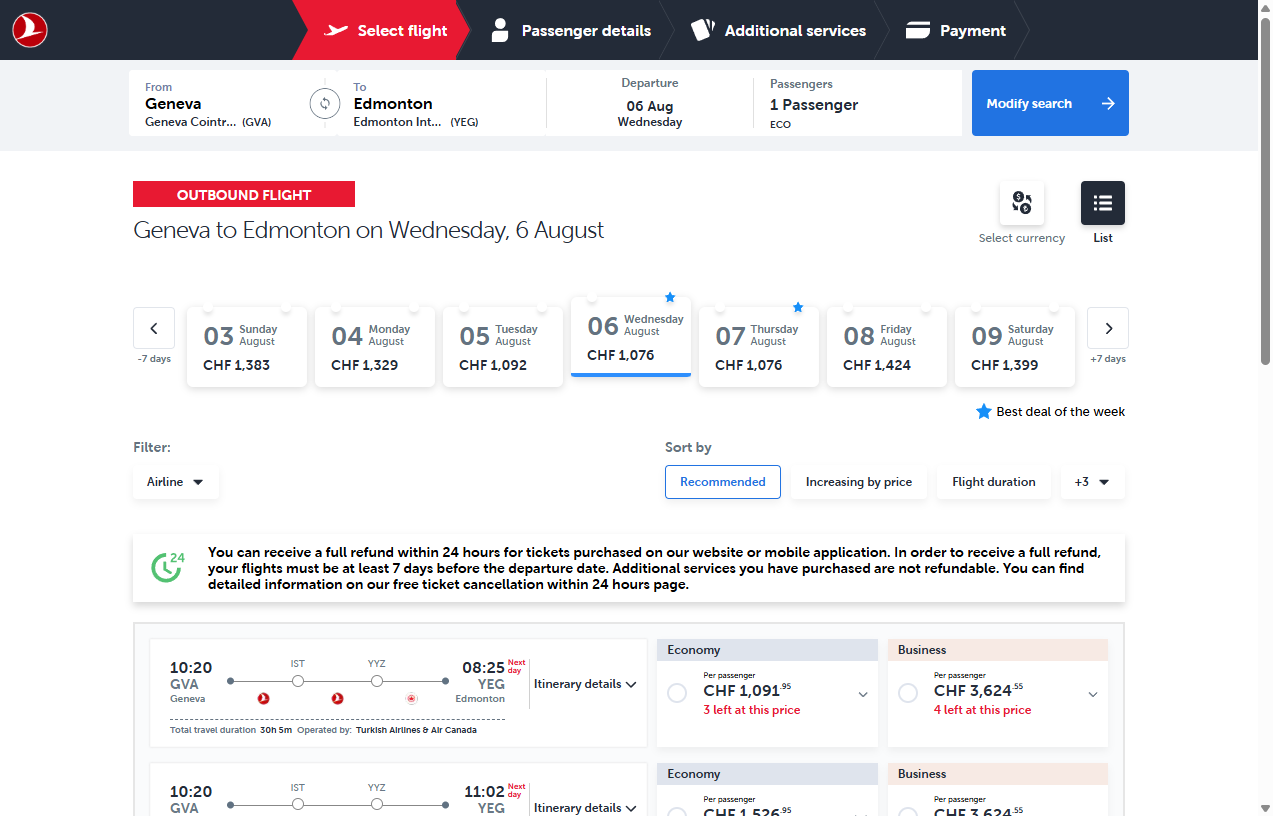 Select flight
Passenger details
Additional services
Payment
From
Geneva
Geneva Cointr... (GVA)
To
Edmonton
Edmonton Int... (YEG)
Departure
06 Aug
Wednesday
Passengers
1 Passenger
ECO
Modify search
OUTBOUND FLIGHT
Geneva to Edmonton on Wednesday, 6 August
Select currency
List
-7 days
03 Sunday August
CHF 1,383
04 Monday August
CHF 1,329
05 Tuesday August
CHF 1,092
06 Wednesday August
CHF 1,076
07 Thursday August
CHF 1,076
08 Friday August
CHF 1,424
09 Saturday August
CHF 1,399
+7 days
Best deal of the week
Filter:
Airline
Sort by
Recommended
Increasing by price
Flight duration
+3
24
You can receive a full refund within 24 hours for tickets purchased on our website or mobile application. In order to receive a full refund,
your flights must be at least 7 days before the departure date. Additional services you have purchased are not refundable. You can find
detailed information on our free ticket cancellation within 24 hours page.
10:20
GVA
Geneva
IST
YYZ
08:25 Next day
YEG
Edmonton
Itinerary details
Total travel duration 30h 5m Operated by: Turkish Airlines & Air Canada
Economy
Per passenger
CHF 1,091.95
3 left at this price
Business
Per passenger
CHF 3,624.55
4 left at this price
10:20
GVA
IST
YYZ
11:02 Next day
YEG
Itinerary details
Economy
Per passenger
CHF 1,526.95
Business
Per passenger
CHF 3,624.55